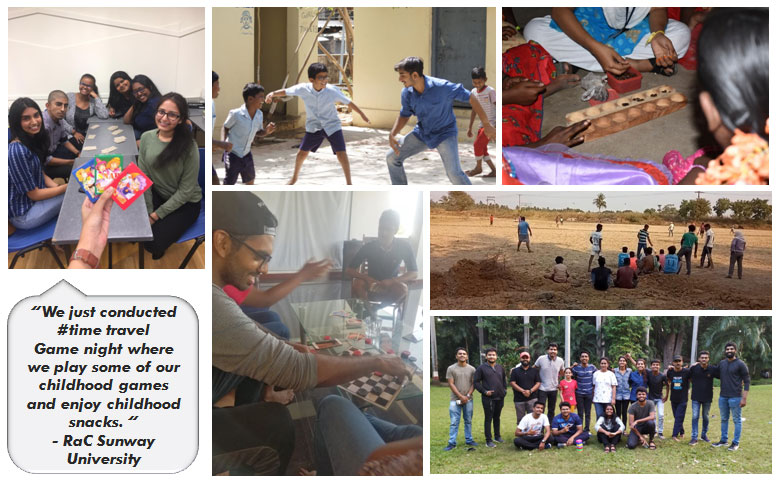 “We just conducted
#time travel
Game night where
we play some of our
childhood games
and enjoy childhood
snacks. “
- RaC Sunway
University